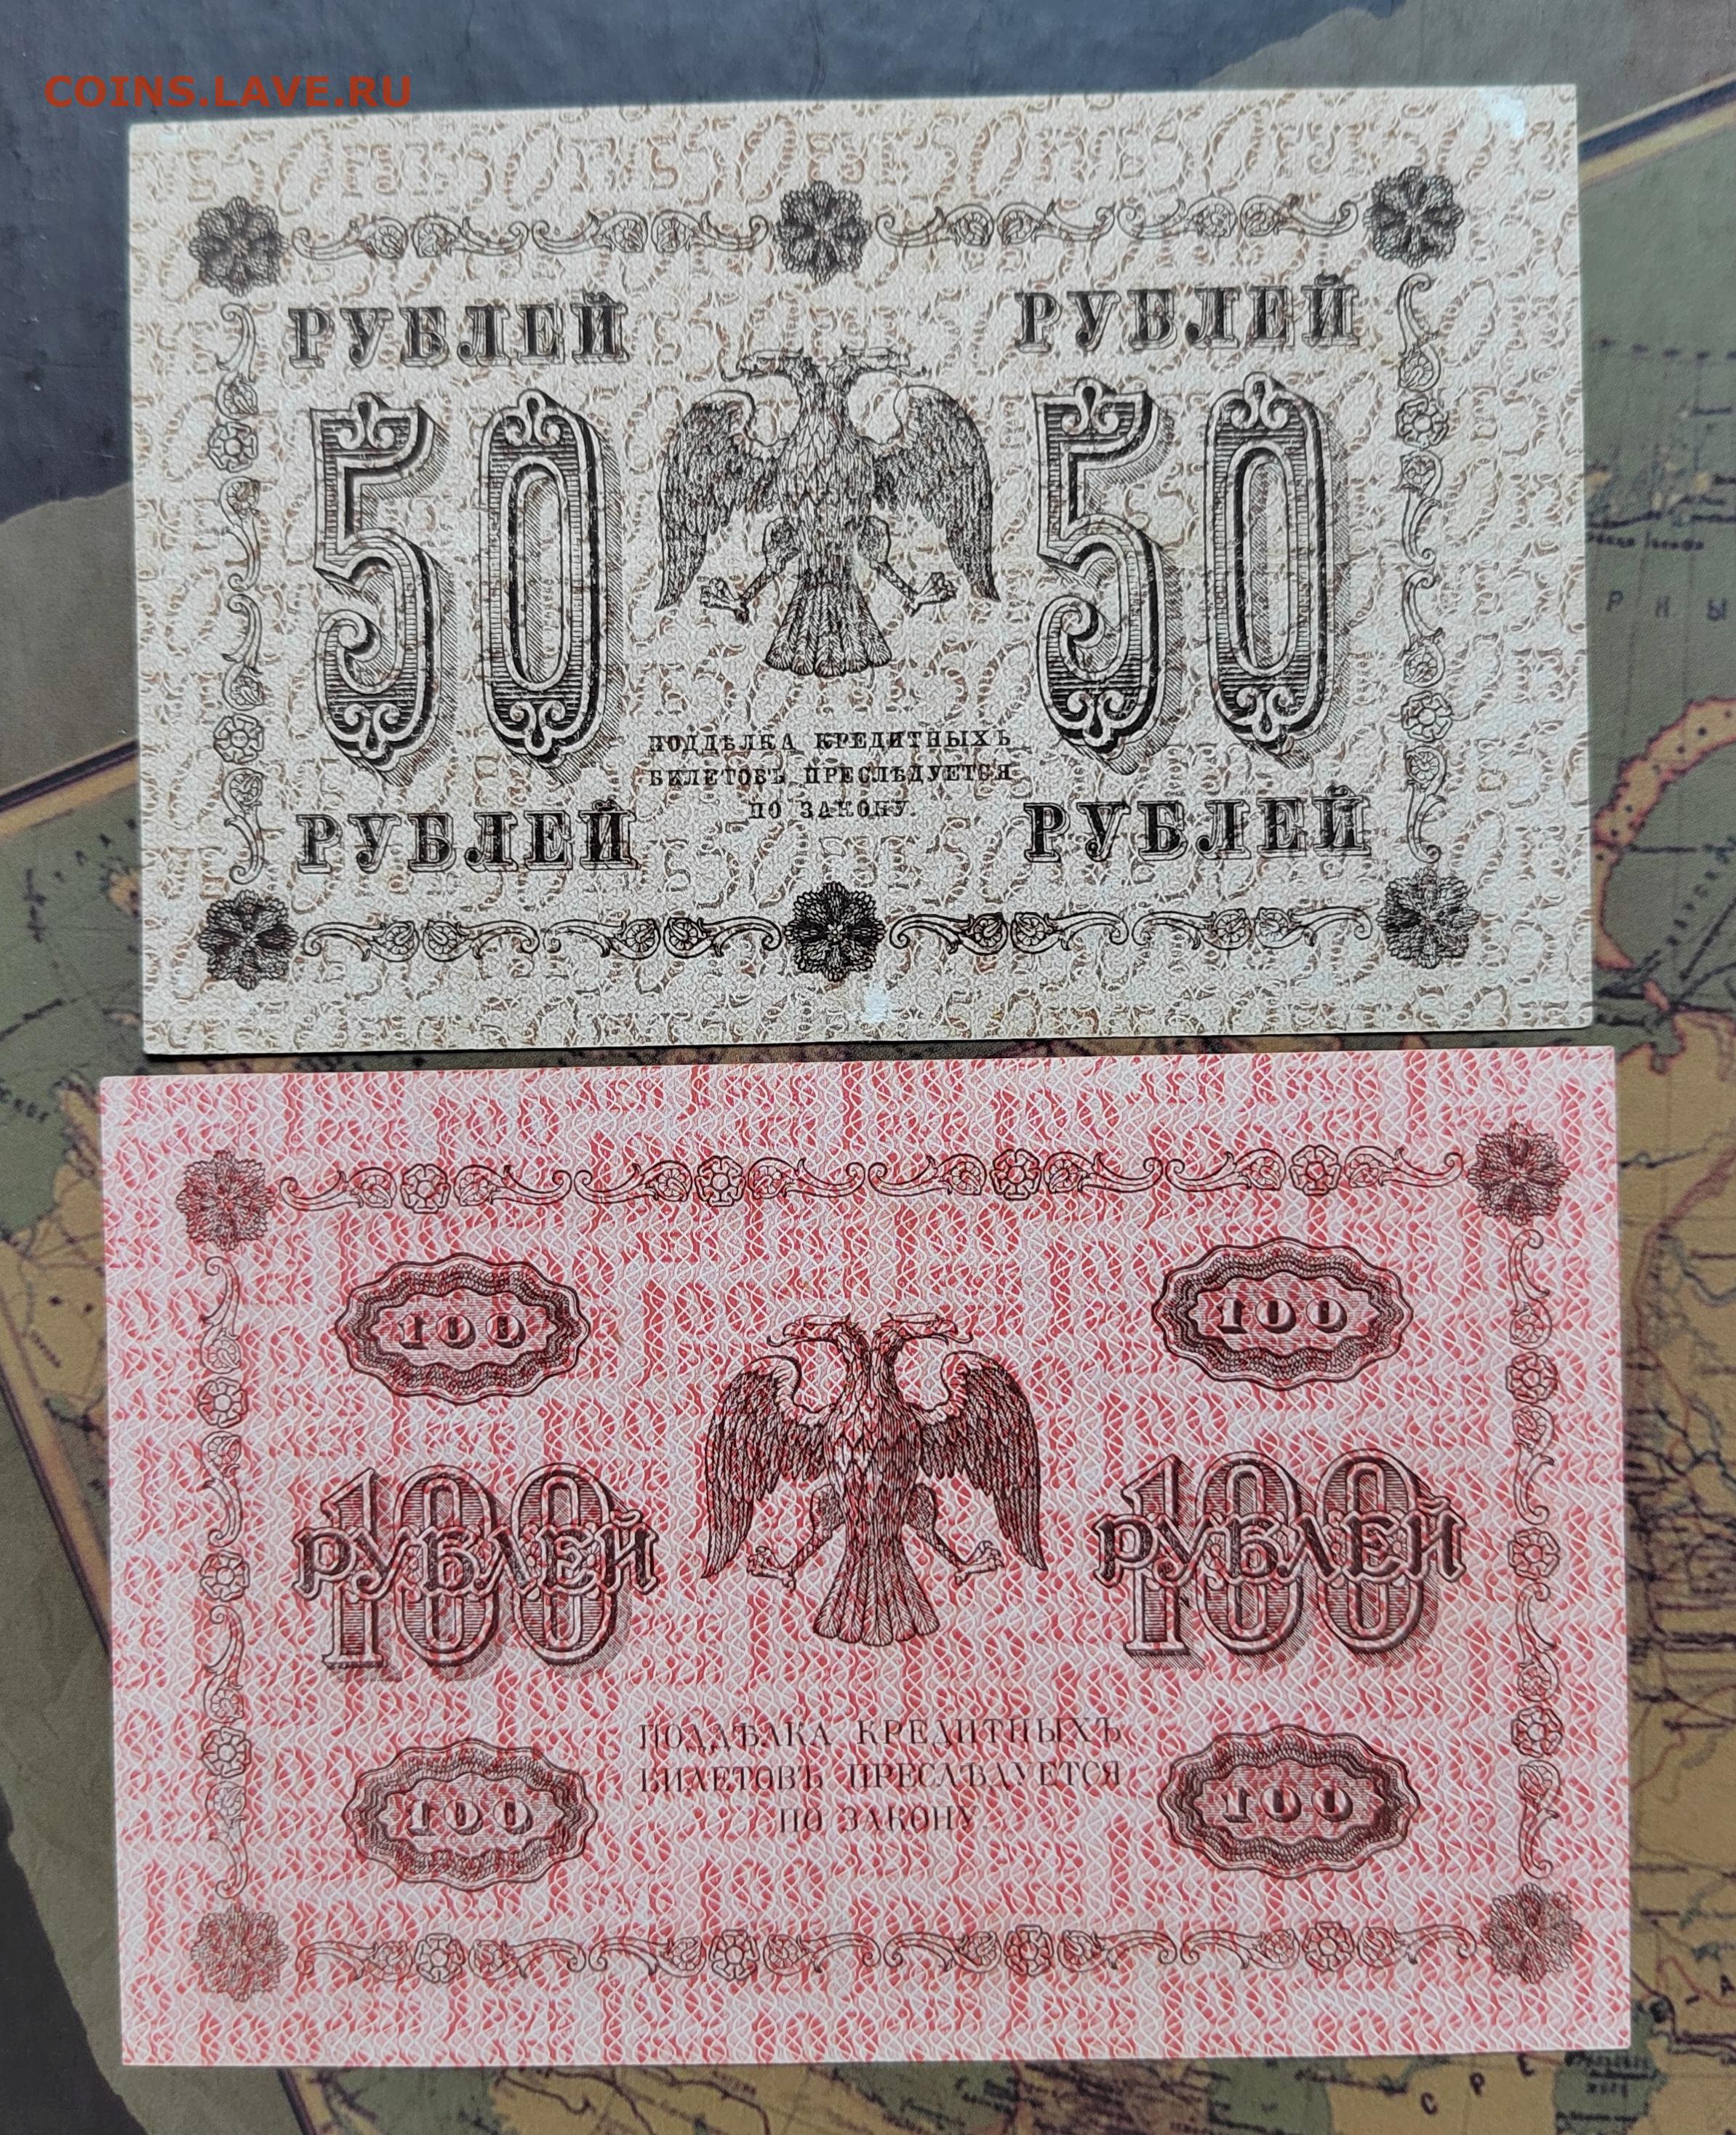 COINS.LAVE.RU
РУБЛЕЙ РУБЛЕЙ
50 50
ПОДДѢЛКА КРЕДИТНЫХЪ
БИЛЕТОВЪ ПРЕСЛѢДУЕТСЯ
ПО ЗАКОНУ.
РУБЛЕЙ РУБЛЕЙ
Р Н Ы
100 100
100 100
РУБЛЕЙ РУБЛЕЙ
ПОДДѢЛКА КРЕДИТНЫХЪ
БИЛЕТОВЪ ПРЕСЛѢДУЕТСЯ
ПО ЗАКОНУ.
100 100
С Р Е